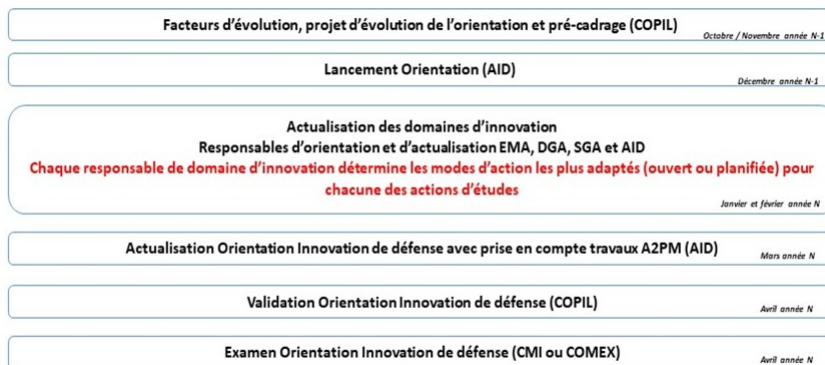 Facteurs d'évolution, projet d'évolution de l'orientation et pré-cadrage (COPIL)
Octobre / Novembre année N-1
Lancement Orientation (AID)
Décembre année N-1
Actualisation des domaines d'innovation
Responsables d'orientation et d'actualisation EMA, DGA, SGA et AID
Chaque responsable de domaine d'innovation détermine les modes d'action les plus adaptés (ouvert ou planifiée) pour
chacune des actions d'études
Janvier et février année N
Actualisation Orientation Innovation de défense avec prise en compte travaux A2PM (AID)
Mars année N
Validation Orientation Innovation de défense (COPIL)
Avril année N
Examen Orientation Innovation de défense (CMI ou COMEX)
Avril année N